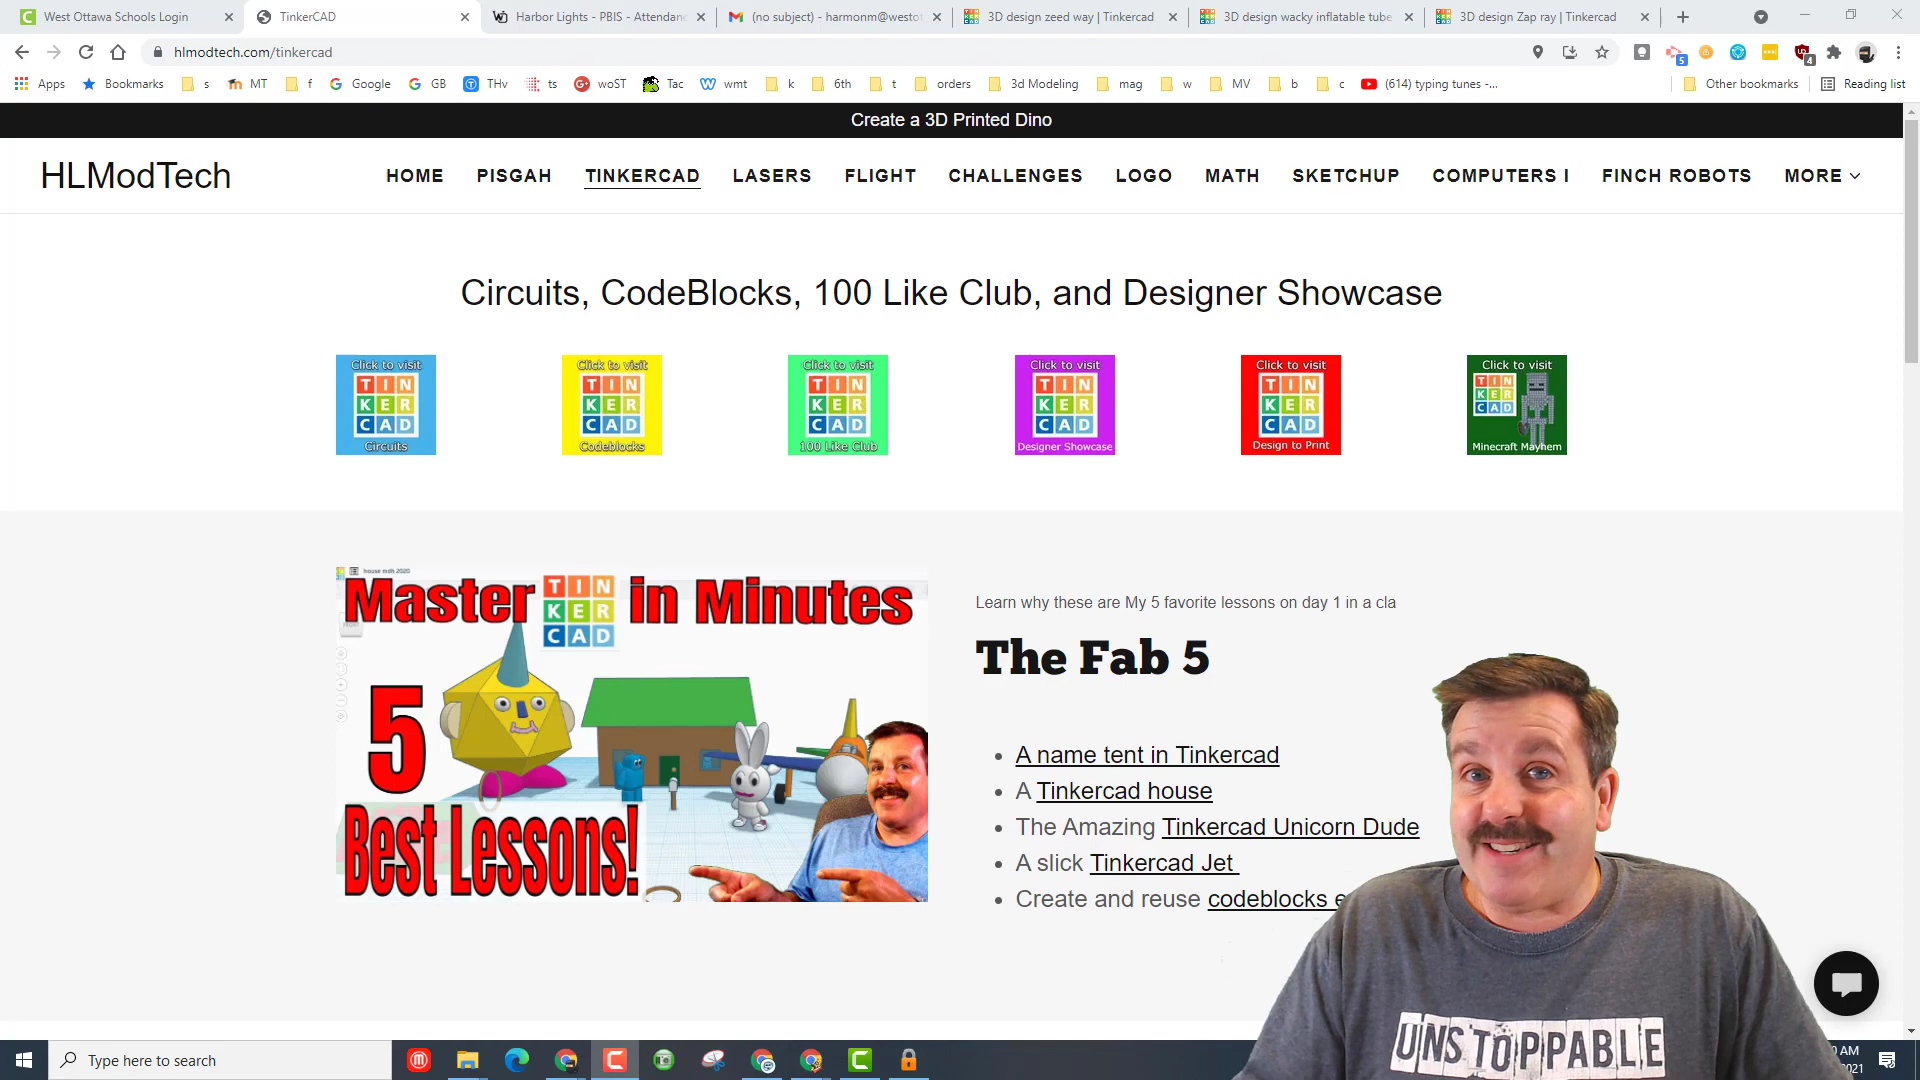 West Ottawa Schools Login
TinkerCAD
Harbor Lights - PBIS - Attendanc
(no subject) - harmonm@westot
3D design zeed way | Tinkercad
3D design wacky inflatable tube
3D design Zap ray | Tinkercad
hlmodtech.com/tinkercad
5
4
Apps
Bookmarks
s
MT
f
Google
GB
THv
ts
woST
Tac
wmt
k
6th
t
orders
3d Modeling
mag
w
MV
b
c
(614) typing tunes -...
Other bookmarks
Reading list
Create a 3D Printed Dino
HLModTech
HOME
PISGAH
TINKERCAD
LASERS
FLIGHT
CHALLENGES
LOGO
MATH
SKETCHUP
COMPUTERS I
FINCH ROBOTS
MORE
Circuits, CodeBlocks, 100 Like Club, and Designer Showcase
Click to visit
TIN
KER
CAD
Circuits
Click to visit
TIN
KER
CAD
Codeblocks
Click to visit
TIN
KER
CAD
100 Like Club
Click to visit
TIN
KER
CAD
Designer Showcase
Click to visit
TIN
KER
CAD
Design to Print
Click to visit
TIN
KER
CAD
Minecraft Mayhem
house mdh 2020
Master TIN KER CAD in Minutes
5
Best Lessons!
Learn why these are My 5 favorite lessons on day 1 in a cla
The Fab 5
A name tent in Tinkercad
A Tinkercad house
The Amazing Tinkercad Unicorn Dude
A slick Tinkercad Jet
Create and reuse codeblocks e
UNSTOPPABLE
Type here to search
AM
2021